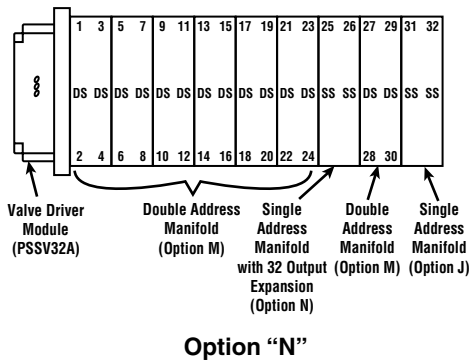 1 3 5 7 9 11 13 15 17 19 21 23 25 26 27 29 31 32
DS DS DS DS DS DS DS DS DS DS DS DS SS SS DS DS SS SS
2 4 6 8 10 12 14 16 18 20 22 24 28 30
Valve Driver
Module
(PSSV32A)
Double Address
Manifold
(Option M)
Single
Address
Manifold
with 32 Output
Expansion
(Option N)
Double
Address
Manifold
(Option M)
Single
Address
Manifold
(Option J)
Option “N”